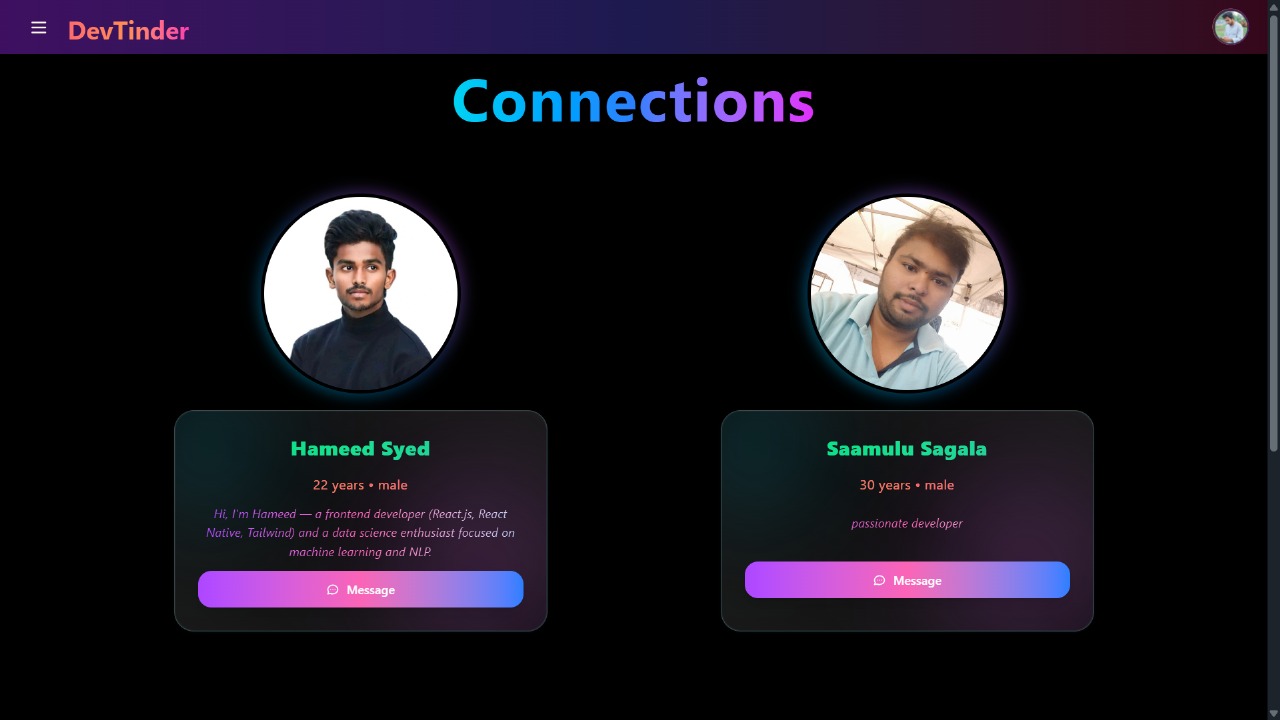 DevTinder
Connections
Hameed Syed
22 years • male
Hi, I'm Hameed — a frontend developer (React.js, React
Native, Tailwind) and a data science enthusiast focused on
machine learning and NLP.
Message
Saamulu Sagala
30 years • male
passionate developer
Message